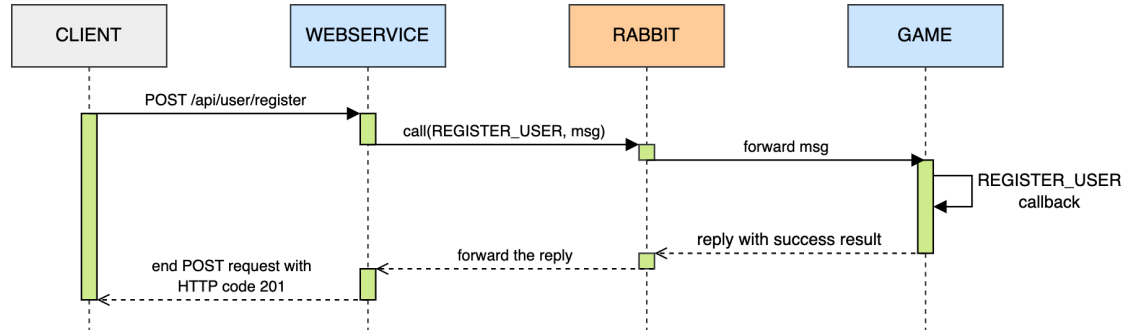 CLIENT
WEBSERVICE
RABBIT
GAME
POST /api/user/register
call(REGISTER_USER, msg)
forward msg
REGISTER_USER
callback
reply with success result
forward the reply
end POST request with
HTTP code 201